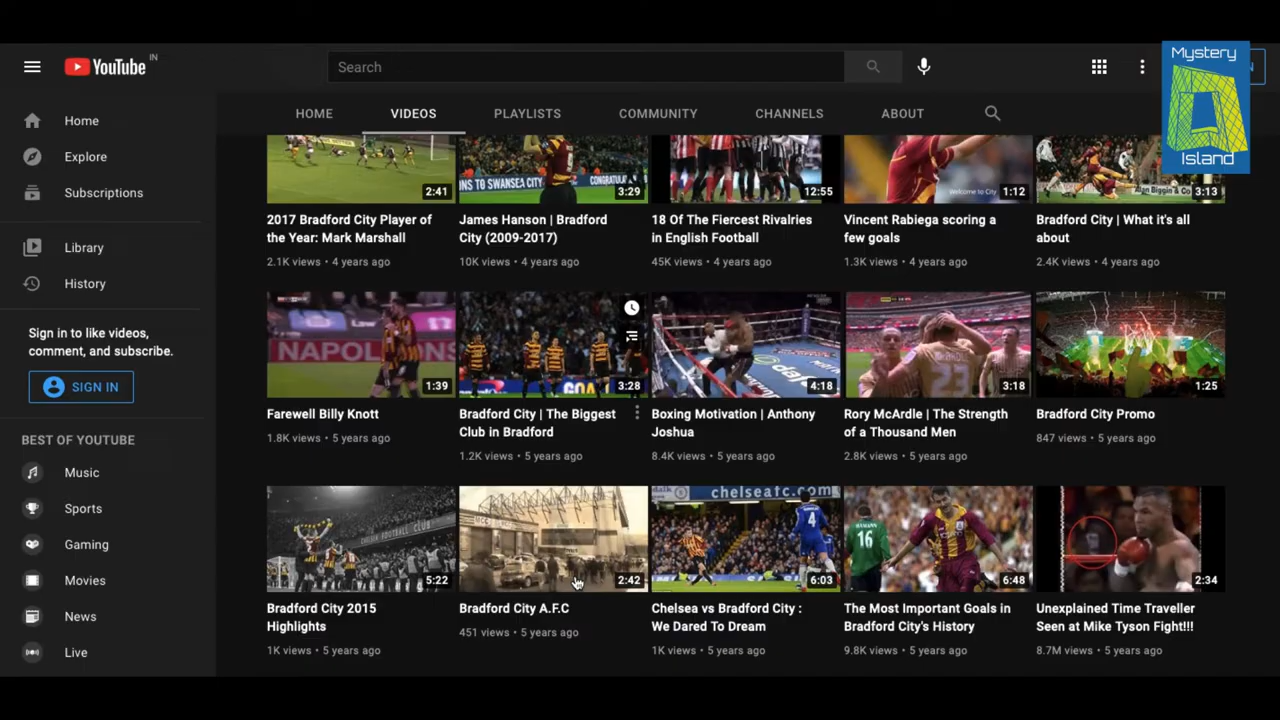 YouTube IN
Search
Mystery
Island
N
HOME VIDEOS PLAYLISTS COMMUNITY CHANNELS ABOUT
Home
Explore
Subscriptions
Library
History
Sign in to like videos,
comment, and subscribe.
SIGN IN
BEST OF YOUTUBE
Music
Sports
Gaming
Movies
News
Live
2:41
3:29
12:55
Welcome to City
1:12
3:13
2017 Bradford City Player of
the Year: Mark Marshall
2.1K views • 4 years ago
James Hanson | Bradford
City (2009-2017)
10K views • 4 years ago
18 Of The Fiercest Rivalries
in English Football
45K views • 4 years ago
Vincent Rabiega scoring a
few goals
1.3K views • 4 years ago
Bradford City | What it's all
about
2.4K views • 4 years ago
NAPOLEONS
1:39
GOAL
3:28
4:18
23
3:18
1:25
Farewell Billy Knott
1.8K views • 5 years ago
Bradford City | The Biggest
Club in Bradford
1.2K views • 5 years ago
Boxing Motivation | Anthony
Joshua
8.4K views • 5 years ago
Rory McArdle | The Strength
of a Thousand Men
2.8K views • 5 years ago
Bradford City Promo
847 views • 5 years ago
5:22
2:42
chelseafc.com
4
6:03
16
6:48
2:34
Bradford City 2015
Highlights
1K views • 5 years ago
Bradford City A.F.C
451 views • 5 years ago
Chelsea vs Bradford City :
We Dared To Dream
1K views • 5 years ago
The Most Important Goals in
Bradford City's History
9.8K views • 5 years ago
Unexplained Time Traveller
Seen at Mike Tyson Fight!!!
8.7M views • 5 years ago